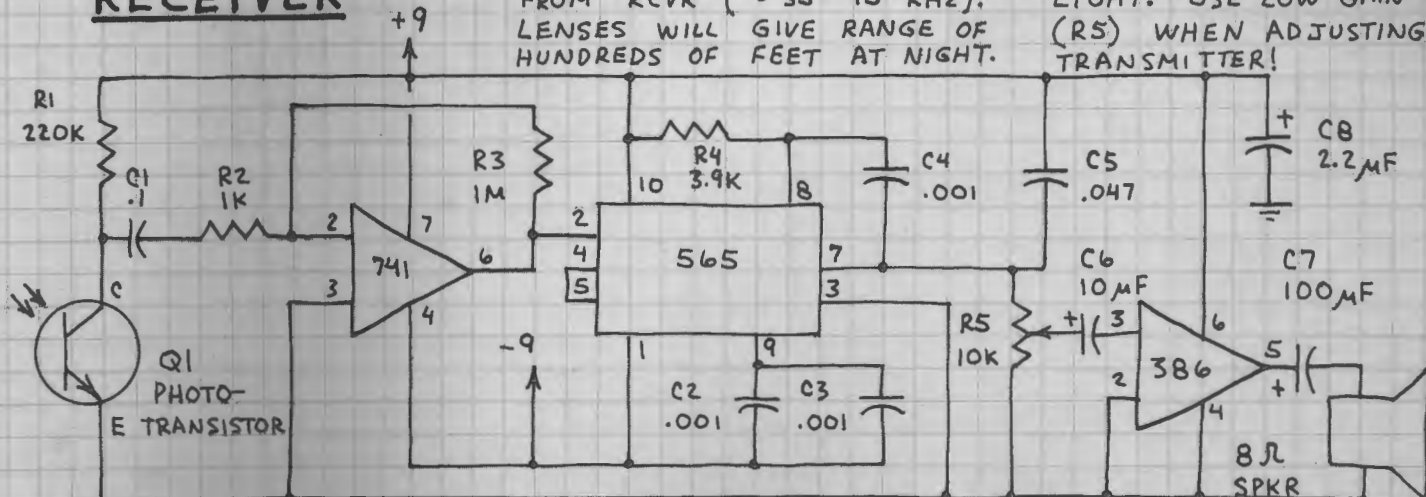 RECEIVER
FROM RCVR
LENSES WILL GIVE RANGE OF
HUNDREDS OF FEET AT NIGHT.
LIGHT. USE LOW GAIN
(R5) WHEN ADJUSTING
TRANSMITTER!
+9
R1
220K
C1
.1
R2
1K
R3
1M
2
3
7
741
6
4
C
Q1
PHOTO-
E TRANSISTOR
-9
R4
3.9K
10
8
2
4
5
565
7
3
1
9
C2
.001
C3
.001
C4
.001
C5
.047
C8
2.2µF
+
R5
10K
C6
10µF
+
3
2
386
6
5
4
C7
100µF
+
8Ω
SPKR